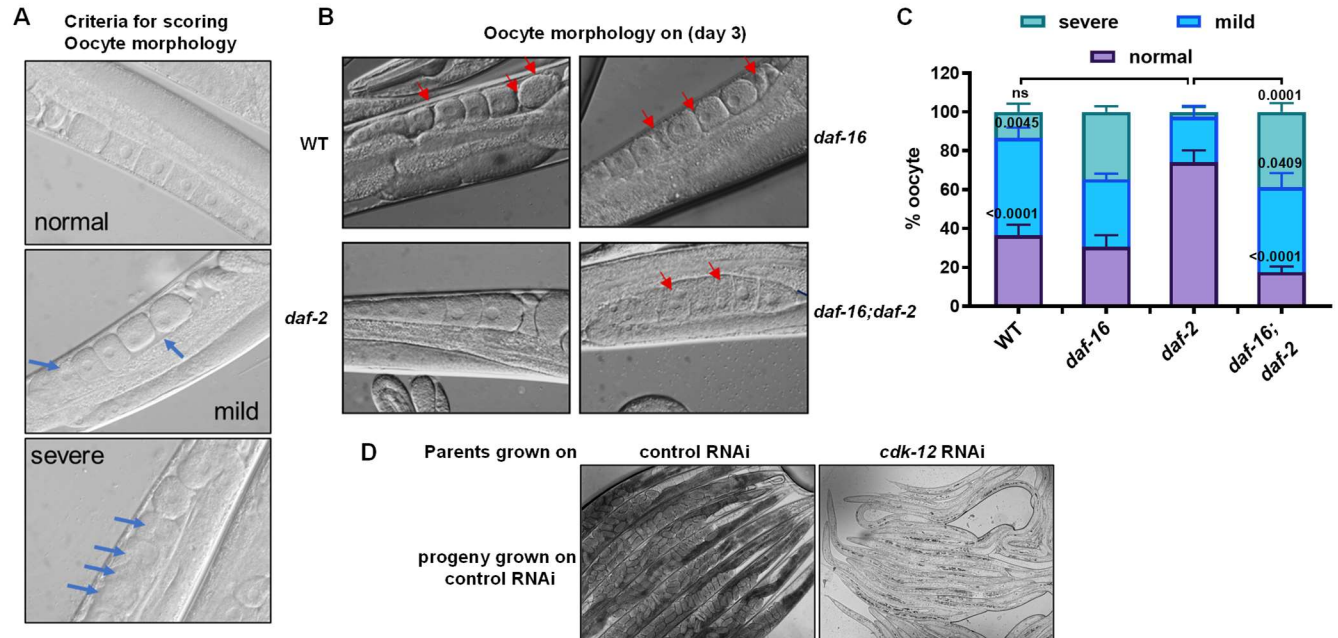 A
Criteria for scoring
Oocyte morphology
normal
mild
severe
B
Oocyte morphology on (day 3)
WT
daf-16
daf-2
daf-16;daf-2
C
severe
mild
normal
% oocyte
120
100
80
60
40
20
0
ns
0.0045
<0.0001
0.0001
0.0409
<0.0001
WT
daf-16
daf-2
daf-16;
daf-2
D
Parents grown on
control RNAi
cdk-12 RNAi
progeny grown on
control RNAi